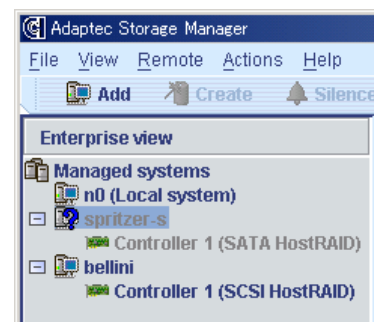 Adaptec Storage Manager
File View Remote Actions Help
Add Create Silence
Enterprise view
Managed systems
n0 (Local system)
spritzer-s
Controller 1 (SATA HostRAID)
bellini
Controller 1 (SCSI HostRAID)